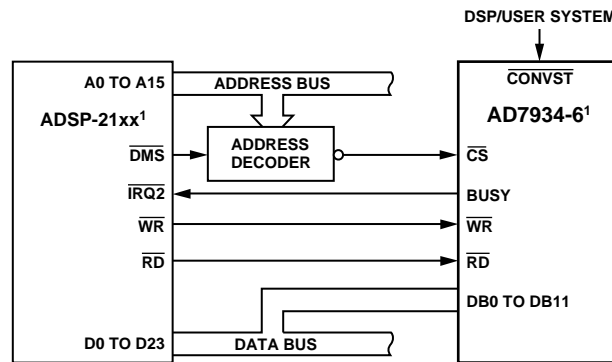 DSP/USER SYSTEM
A0 TO A15
ADDRESS BUS
CONVST
ADSP-21xx¹
AD7934-6¹
ADDRESS
DECODER
DMS
CS
IRQ2
BUSY
WR
WR
RD
RD
DB0 TO DB11
D0 TO D23
DATA BUS